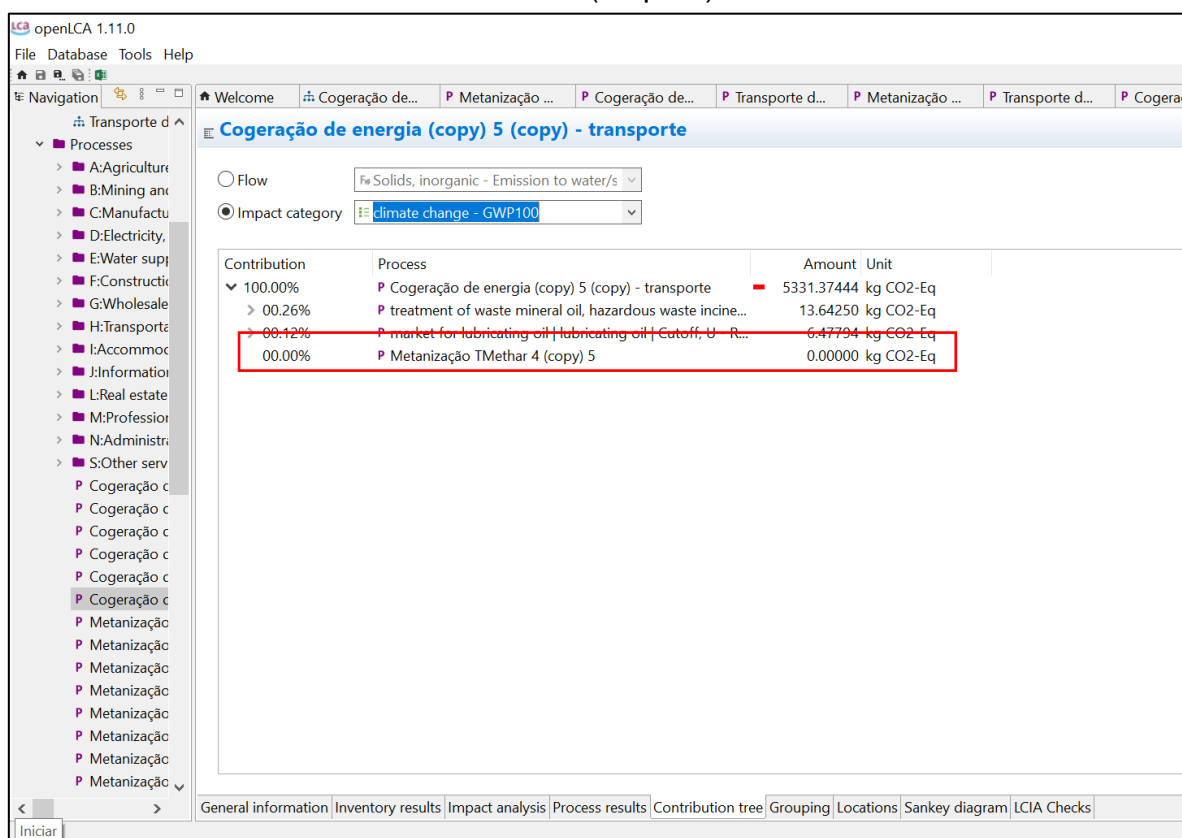 openLCA 1.11.0
File Database Tools Help
Navigation
Welcome
Cogeração de...
Metanização ...
Cogeração de...
Transporte d...
Metanização ...
Transporte d...
Cogera
Transporte d
Processes
A:Agriculture
B:Mining and
C:Manufactu
D:Electricity,
E:Water supp
F:Constructio
G:Wholesale
H:Transporta
I:Accommod
J:Information
L:Real estate
M:Profession
N:Administra
S:Other serv
P Cogeração c
P Cogeração c
P Cogeração c
P Cogeração c
P Cogeração c
P Cogeração c
P Metanização
P Metanização
P Metanização
P Metanização
P Metanização
P Metanização
P Metanização
P Metanização
Cogeração de energia (copy) 5 (copy) - transporte
Flow Fe Solids, inorganic - Emission to water/s
Impact category climate change - GWP100
Contribution Process Amount Unit
100.00% P Cogeração de energia (copy) 5 (copy) - transporte 5331.37444 kg CO2-Eq
00.26% P treatment of waste mineral oil, hazardous waste incine... 13.64250 kg CO2-Eq
00.12% P market for lubricating oil | lubricating oil | Cutoff, U - R... 6.47794 kg CO2-Eq
00.00% P Metanização TMethar 4 (copy) 5 0.00000 kg CO2-Eq
General information Inventory results Impact analysis Process results Contribution tree Grouping Locations Sankey diagram LCIA Checks
Iniciar